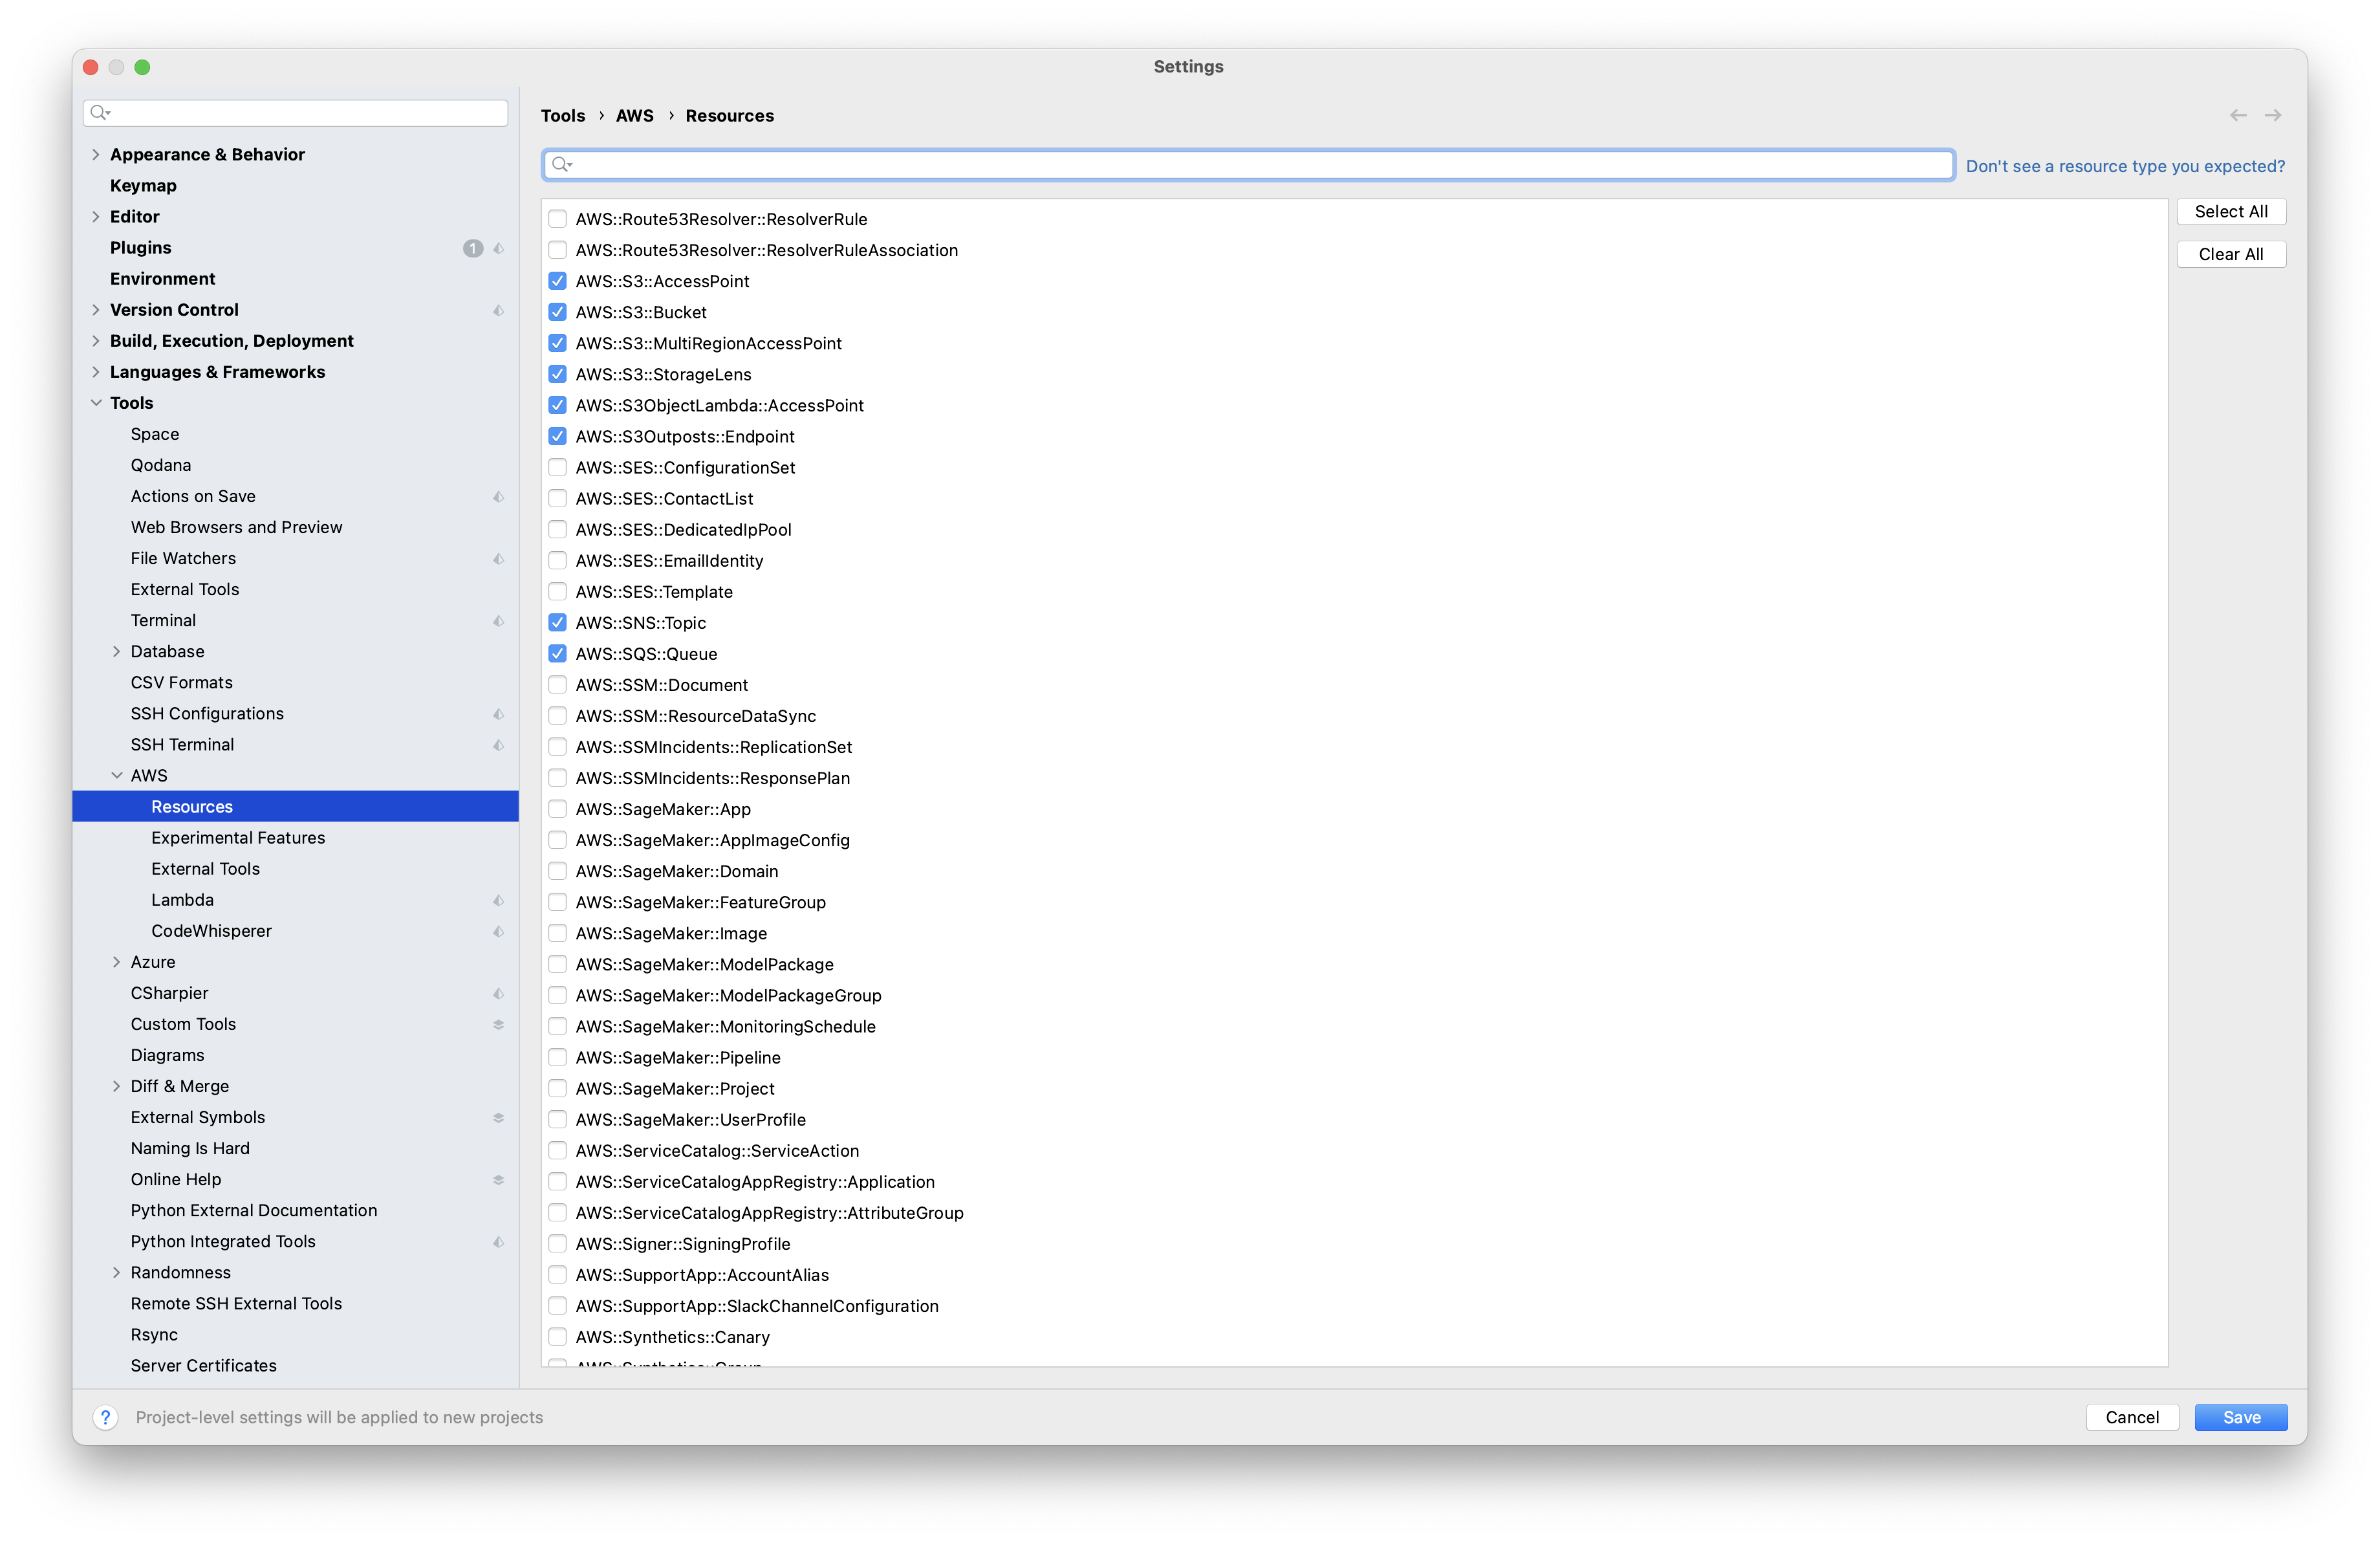 Settings
Appearance & Behavior
Keymap
Editor
Plugins 1
Environment
Version Control
Build, Execution, Deployment
Languages & Frameworks
Tools
Space
Qodana
Actions on Save
Web Browsers and Preview
File Watchers
External Tools
Terminal
Database
CSV Formats
SSH Configurations
SSH Terminal
AWS
Resources
Experimental Features
External Tools
Lambda
CodeWhisperer
Azure
CSharpier
Custom Tools
Diagrams
Diff & Merge
External Symbols
Naming Is Hard
Online Help
Python External Documentation
Python Integrated Tools
Randomness
Remote SSH External Tools
Rsync
Server Certificates
Tools › AWS › Resources
Don't see a resource type you expected?
AWS::Route53Resolver::ResolverRule
AWS::Route53Resolver::ResolverRuleAssociation
AWS::S3::AccessPoint
AWS::S3::Bucket
AWS::S3::MultiRegionAccessPoint
AWS::S3::StorageLens
AWS::S3ObjectLambda::AccessPoint
AWS::S3Outposts::Endpoint
AWS::SES::ConfigurationSet
AWS::SES::ContactList
AWS::SES::DedicatedIpPool
AWS::SES::EmailIdentity
AWS::SES::Template
AWS::SNS::Topic
AWS::SQS::Queue
AWS::SSM::Document
AWS::SSM::ResourceDataSync
AWS::SSMIncidents::ReplicationSet
AWS::SSMIncidents::ResponsePlan
AWS::SageMaker::App
AWS::SageMaker::AppImageConfig
AWS::SageMaker::Domain
AWS::SageMaker::FeatureGroup
AWS::SageMaker::Image
AWS::SageMaker::ModelPackage
AWS::SageMaker::ModelPackageGroup
AWS::SageMaker::MonitoringSchedule
AWS::SageMaker::Pipeline
AWS::SageMaker::Project
AWS::SageMaker::UserProfile
AWS::ServiceCatalog::ServiceAction
AWS::ServiceCatalogAppRegistry::Application
AWS::ServiceCatalogAppRegistry::AttributeGroup
AWS::Signer::SigningProfile
AWS::SupportApp::AccountAlias
AWS::SupportApp::SlackChannelConfiguration
AWS::Synthetics::Canary
AWS::Synthetics::Group
Select All
Clear All
? Project-level settings will be applied to new projects
Cancel
Save